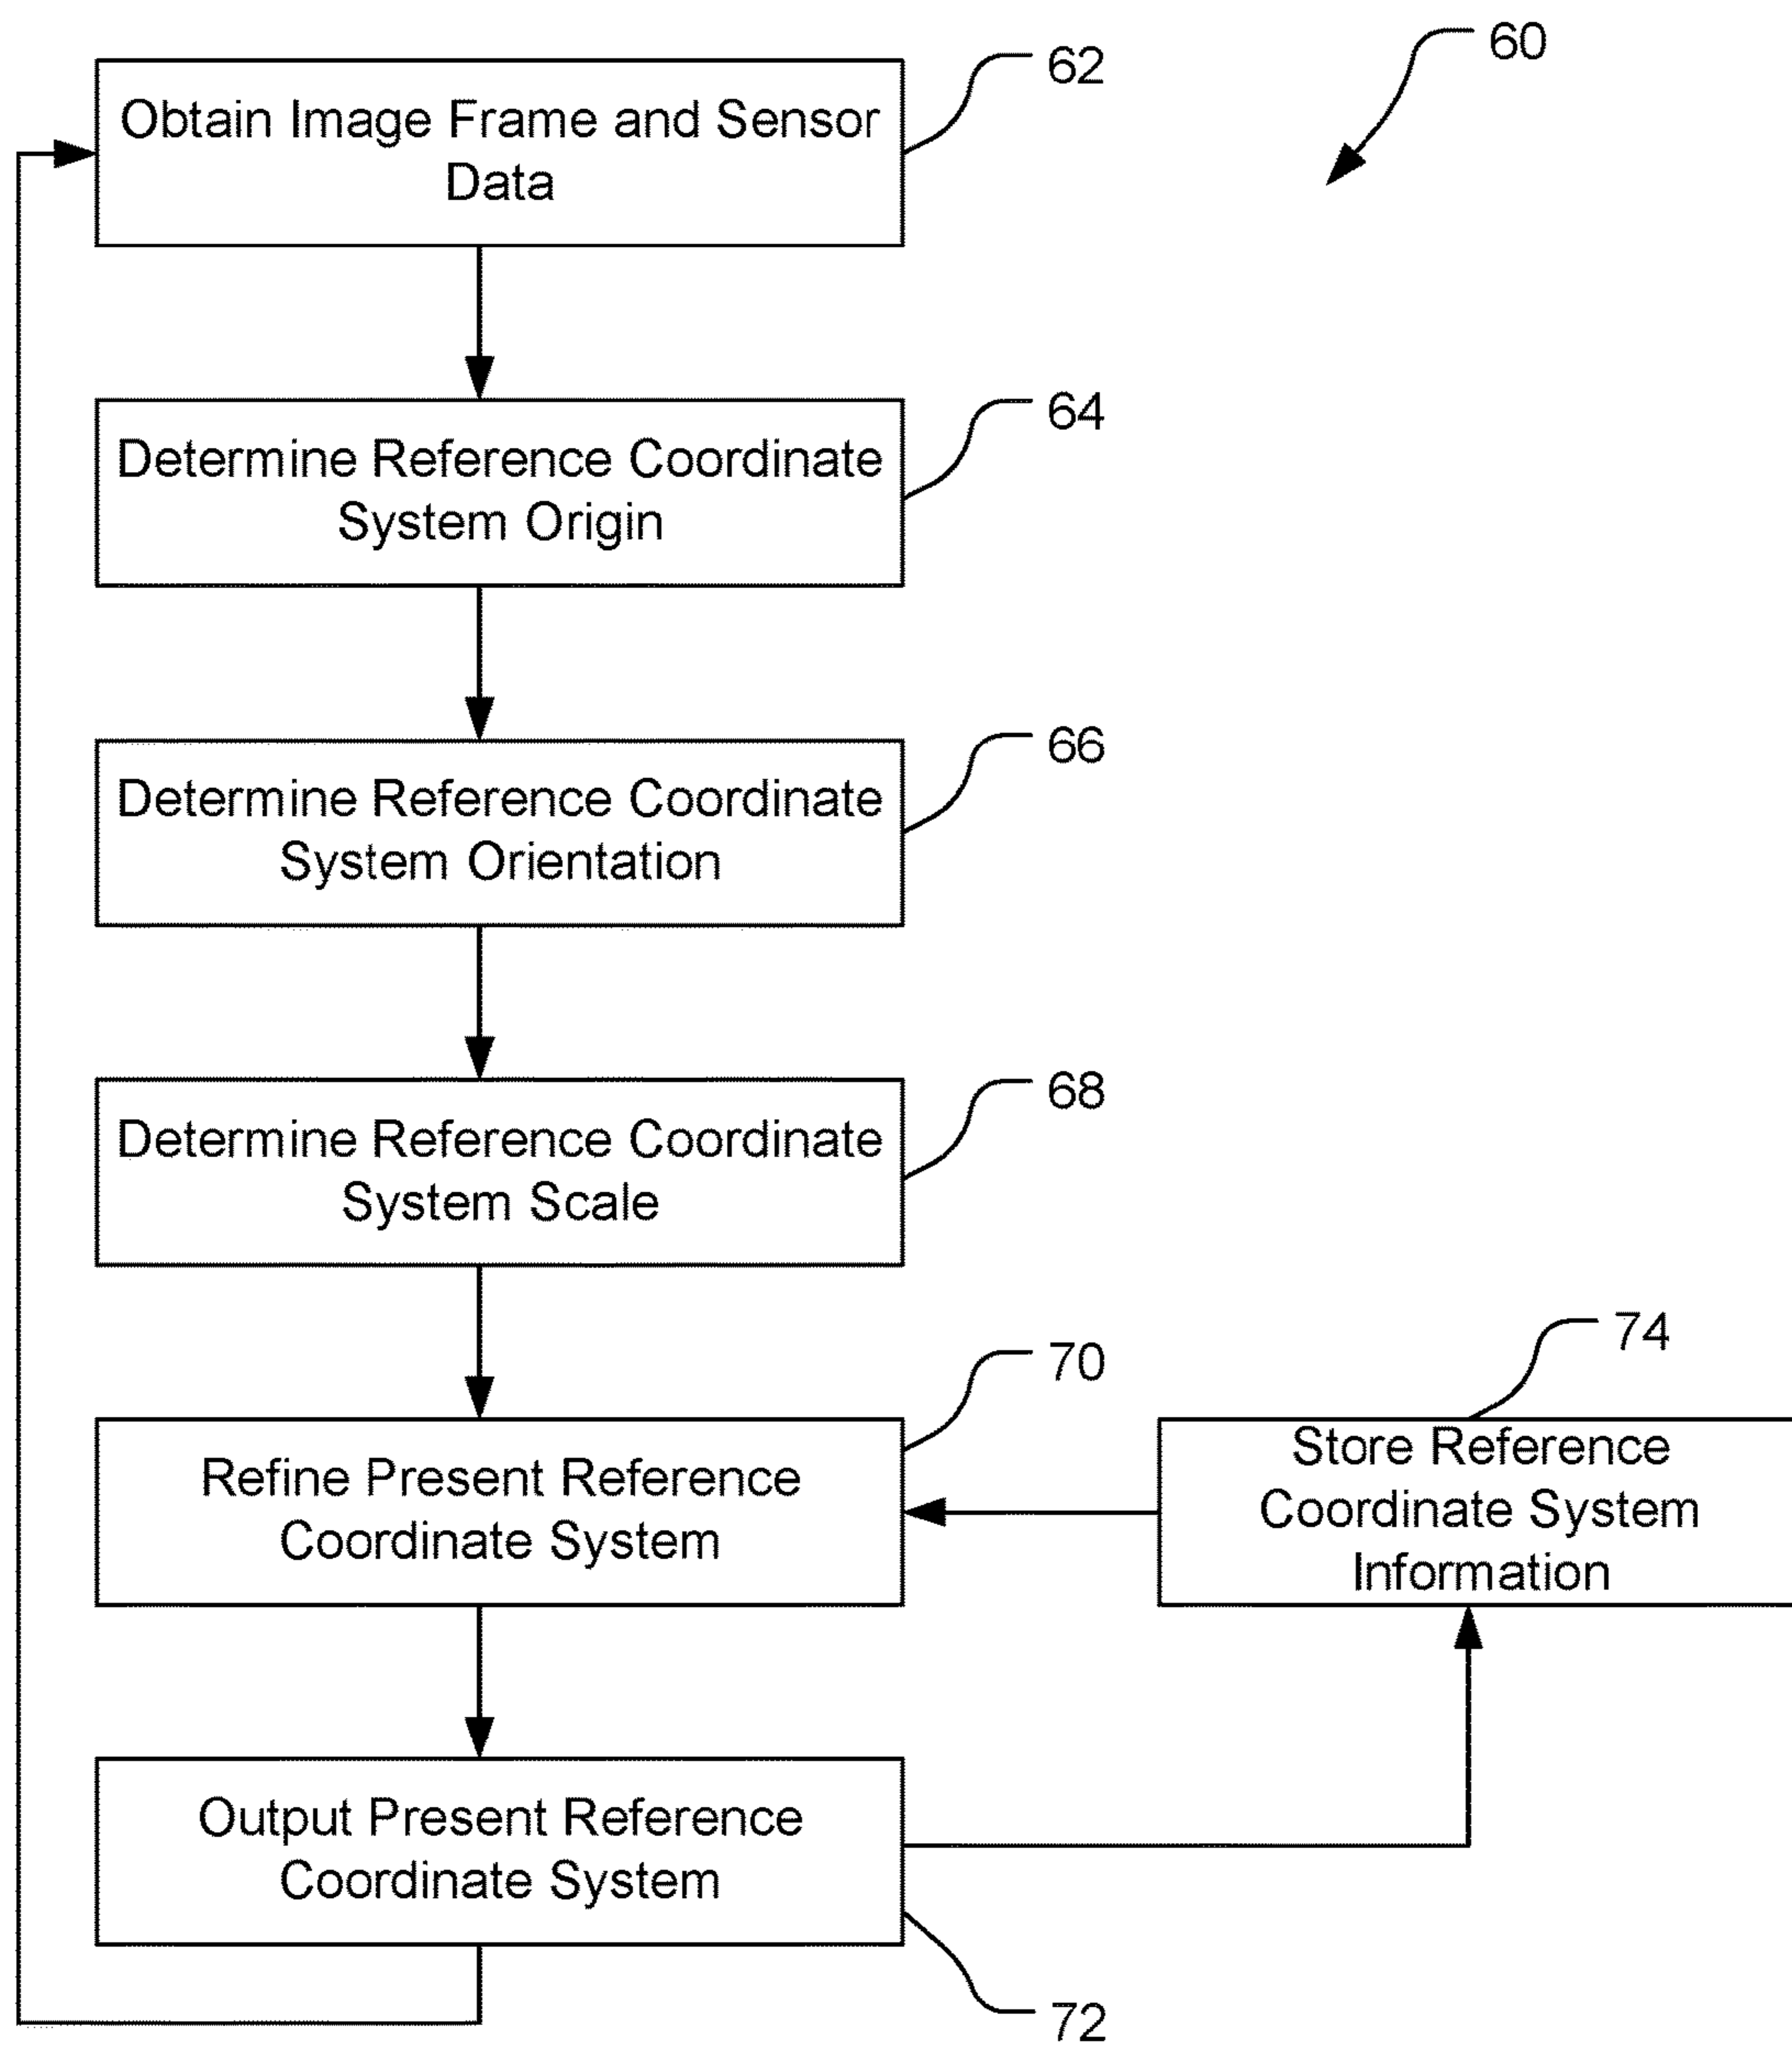 60
Obtain Image Frame and Sensor
Data
62
Determine Reference Coordinate
System Origin
64
Determine Reference Coordinate
System Orientation
66
Determine Reference Coordinate
System Scale
68
Refine Present Reference
Coordinate System
70
Store Reference
Coordinate System
Information
74
Output Present Reference
Coordinate System
72